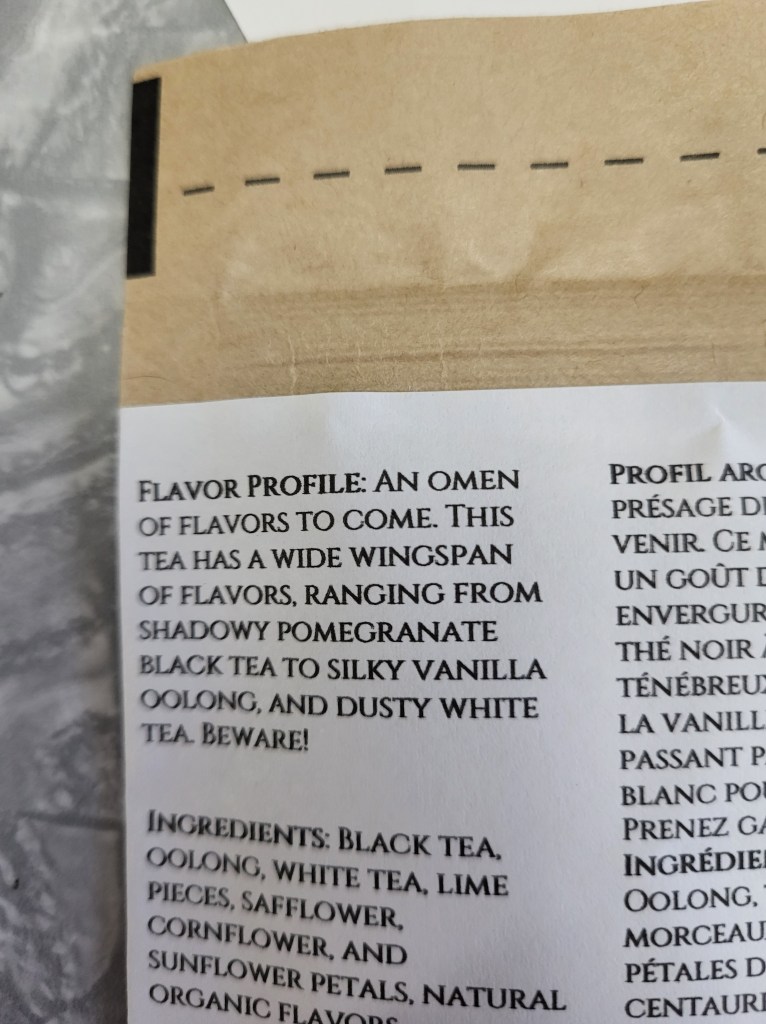 Flavor Profile: An omen
of flavors to come. This
tea has a wide wingspan
of flavors, ranging from
shadowy pomegranate
black tea to silky vanilla
oolong, and dusty white
tea. Beware!
Ingredients: Black tea,
oolong, white tea, lime
pieces, safflower,
cornflower, and
sunflower petals, natural
organic flavors
Profil
présage
venir. Ce
un goût
thé noir
ténébreux
la
passant
blanc
Prenez
Oolong,
pétales